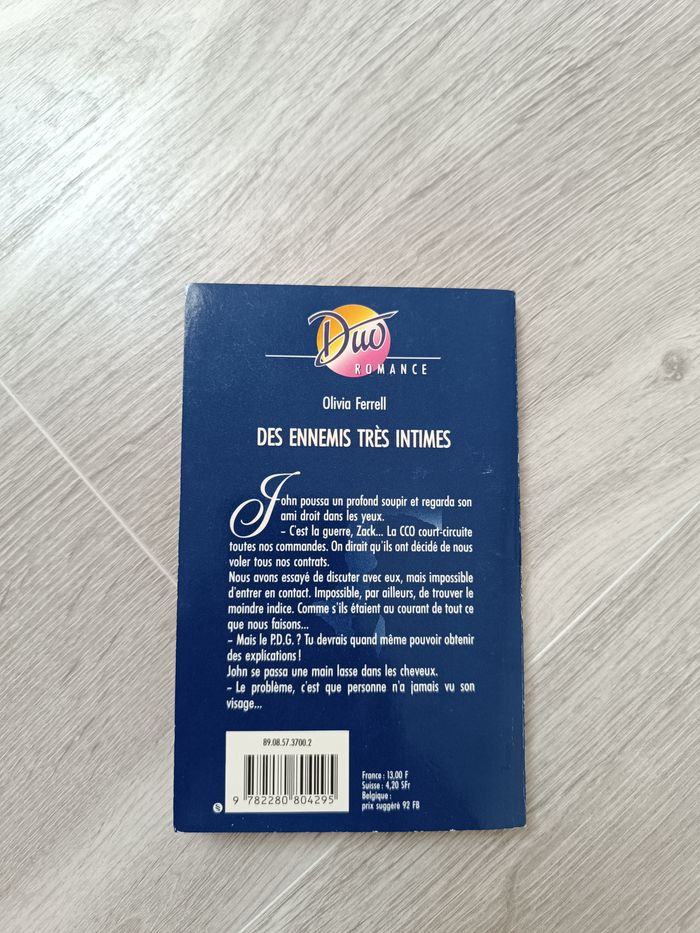 Duo
ROMANCE
Olivia Ferrell
DES ENNEMIS TRÈS INTIMES
John poussa un profond soupir et regarda son
ami droit dans les yeux.
– C'est la guerre, Zack... La CCO court-circuite
toutes nos commandes. On dirait qu'ils ont décidé de nous
voler tous nos contrats.
Nous avons essayé de discuter avec eux, mais impossible
d'entrer en contact. Impossible, par ailleurs, de trouver le
moindre indice. Comme s'ils étaient au courant de tout ce
que nous faisons...
– Mais le P.D.G. ? Tu devrais quand même pouvoir obtenir
des explications !
John se passa une main lasse dans les cheveux.
– Le problème, c'est que personne n'a jamais vu son
visage...
89.08.57.3700.2
9 782280 804295
France : 13,00 F
Suisse : 4,20 SFr
Belgique :
prix suggéré 92 FB